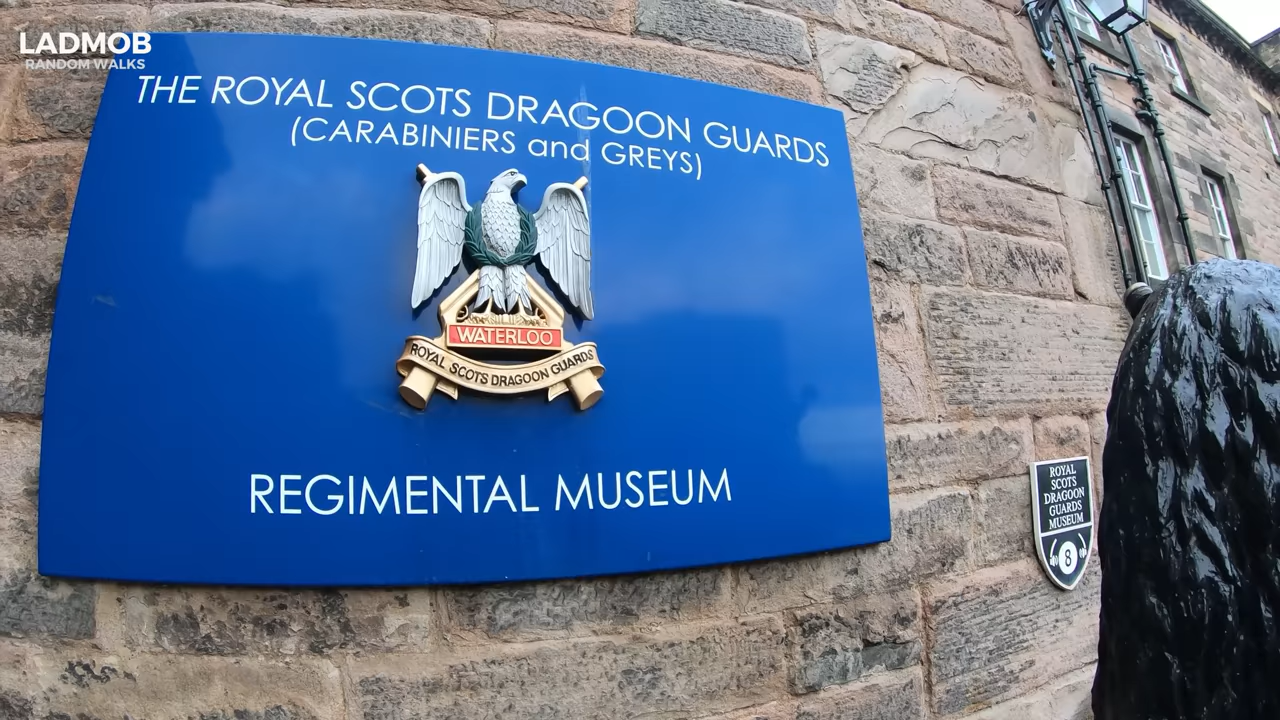 LADMOB
RANDOM WALKS
THE ROYAL SCOTS DRAGOON GUARDS
(CARABINIERS and GREYS)
WATERLOO
ROYAL SCOTS DRAGOON GUARDS
REGIMENTAL MUSEUM
ROYAL
SCOTS
DRAGOON
GUARDS
MUSEUM
8